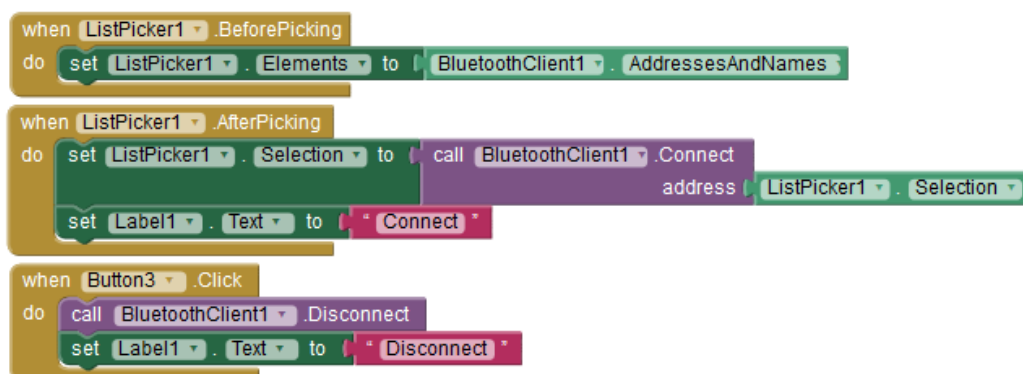 when ListPicker1 .BeforePicking
do set ListPicker1 . Elements to BluetoothClient1 . AddressesAndNames
when ListPicker1 .AfterPicking
do set ListPicker1 . Selection to call BluetoothClient1 .Connect
address ListPicker1 . Selection
set Label1 . Text to “ Connect ”
when Button3 .Click
do call BluetoothClient1 .Disconnect
set Label1 . Text to “ Disconnect ”